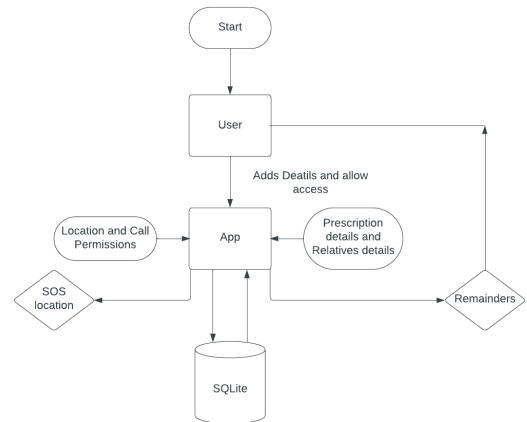 Start
User
Adds Deatils and allow
access
Location and Call
Permissions
App
Prescription
details and
Relatives details
SOS
location
Remainders
SQLite